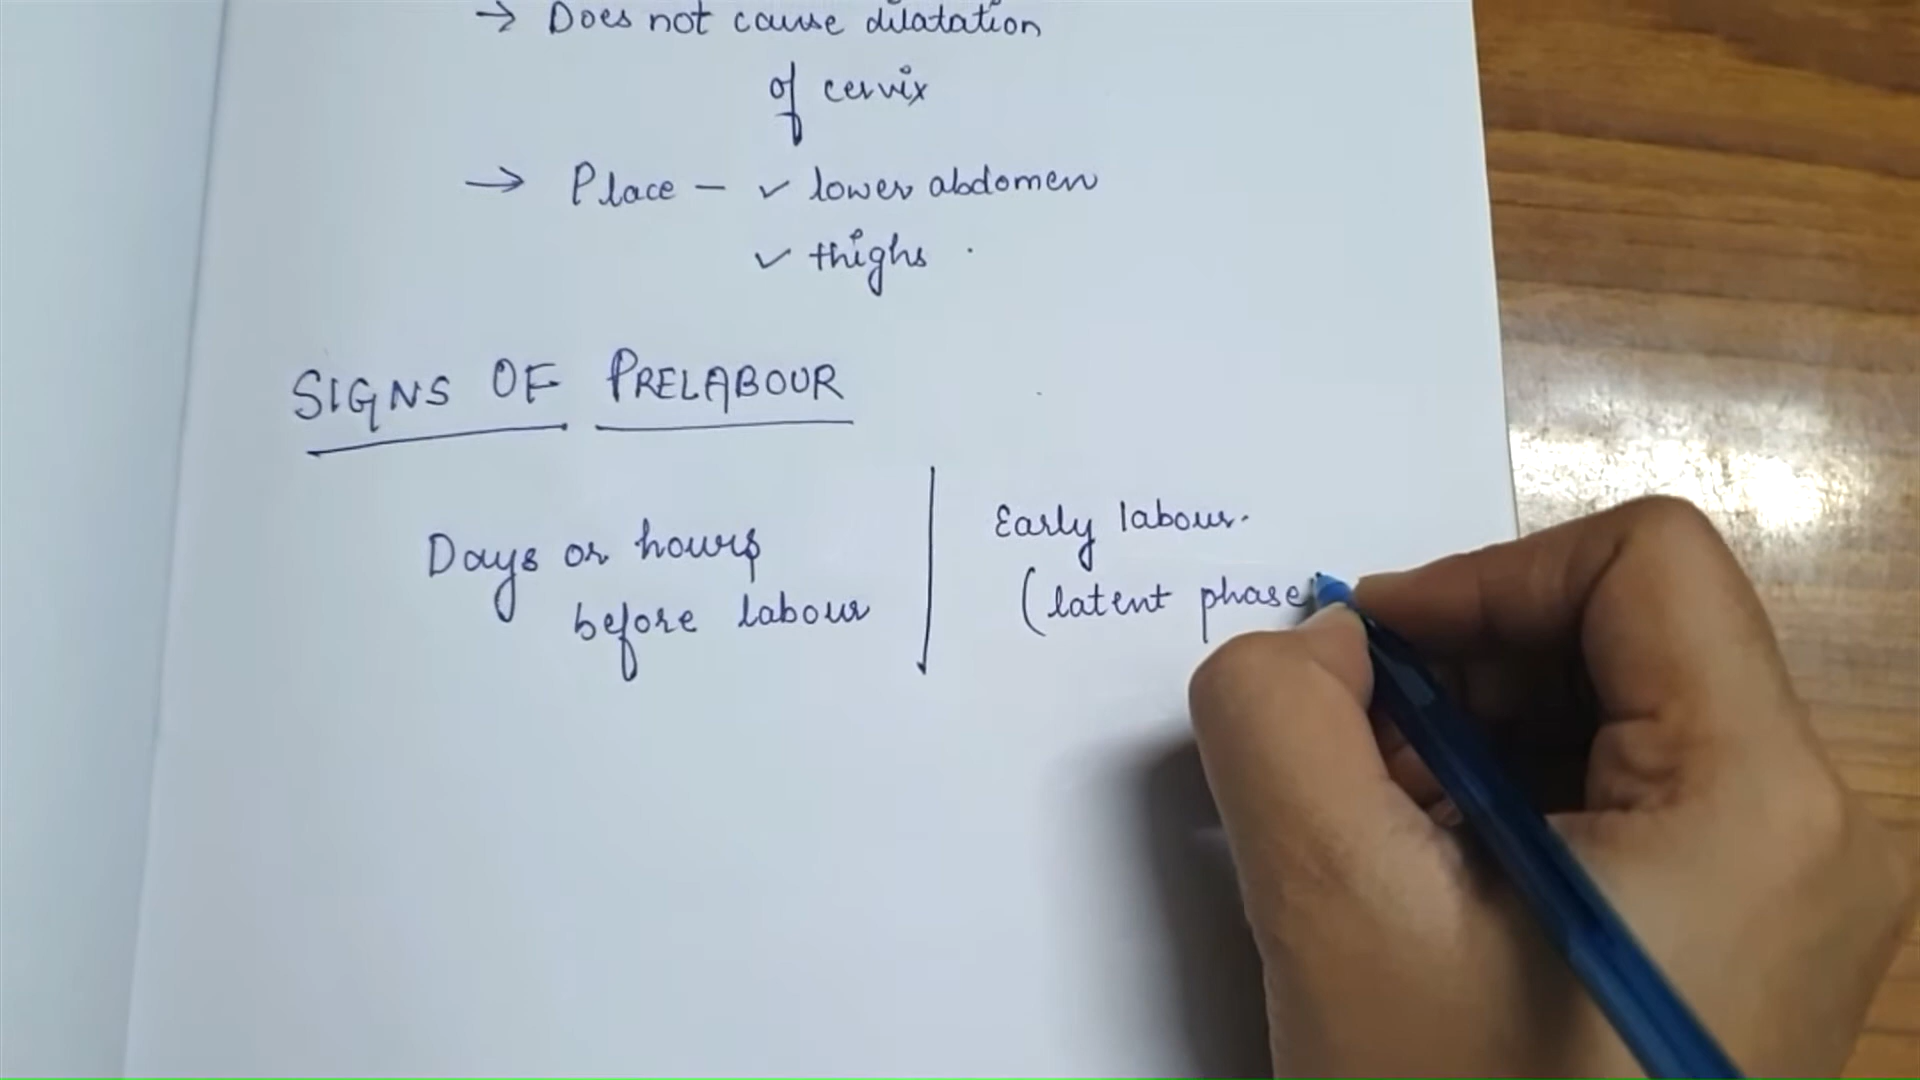 → Does not cause dilatation
of cervix
→ Place - ✓ lower abdomen
✓ thighs .
SIGNS OF PRELABOUR
Days or hours
before labour
Early labour.
(latent phase